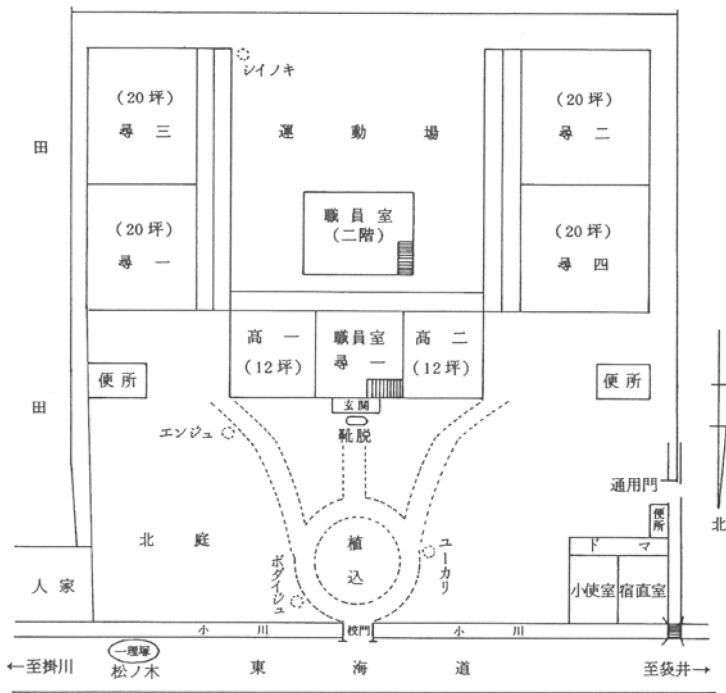 シイノキ
(20坪)
尋三
(20坪)
尋二
運動場
田
職員室
(二階)
(20坪)
尋一
(20坪)
尋四
高一
(12坪)
職員室
尋一
高二
(12坪)
便所
便所
玄関
靴脱
田
エンジュ
通用門
北
便所
北庭
植込
ユーカリ
ボダイジュ
ドマ
人家
小使室
宿直室
小川
校門
小川
一理塚
←至掛川
松ノ木
東海道
至袋井→